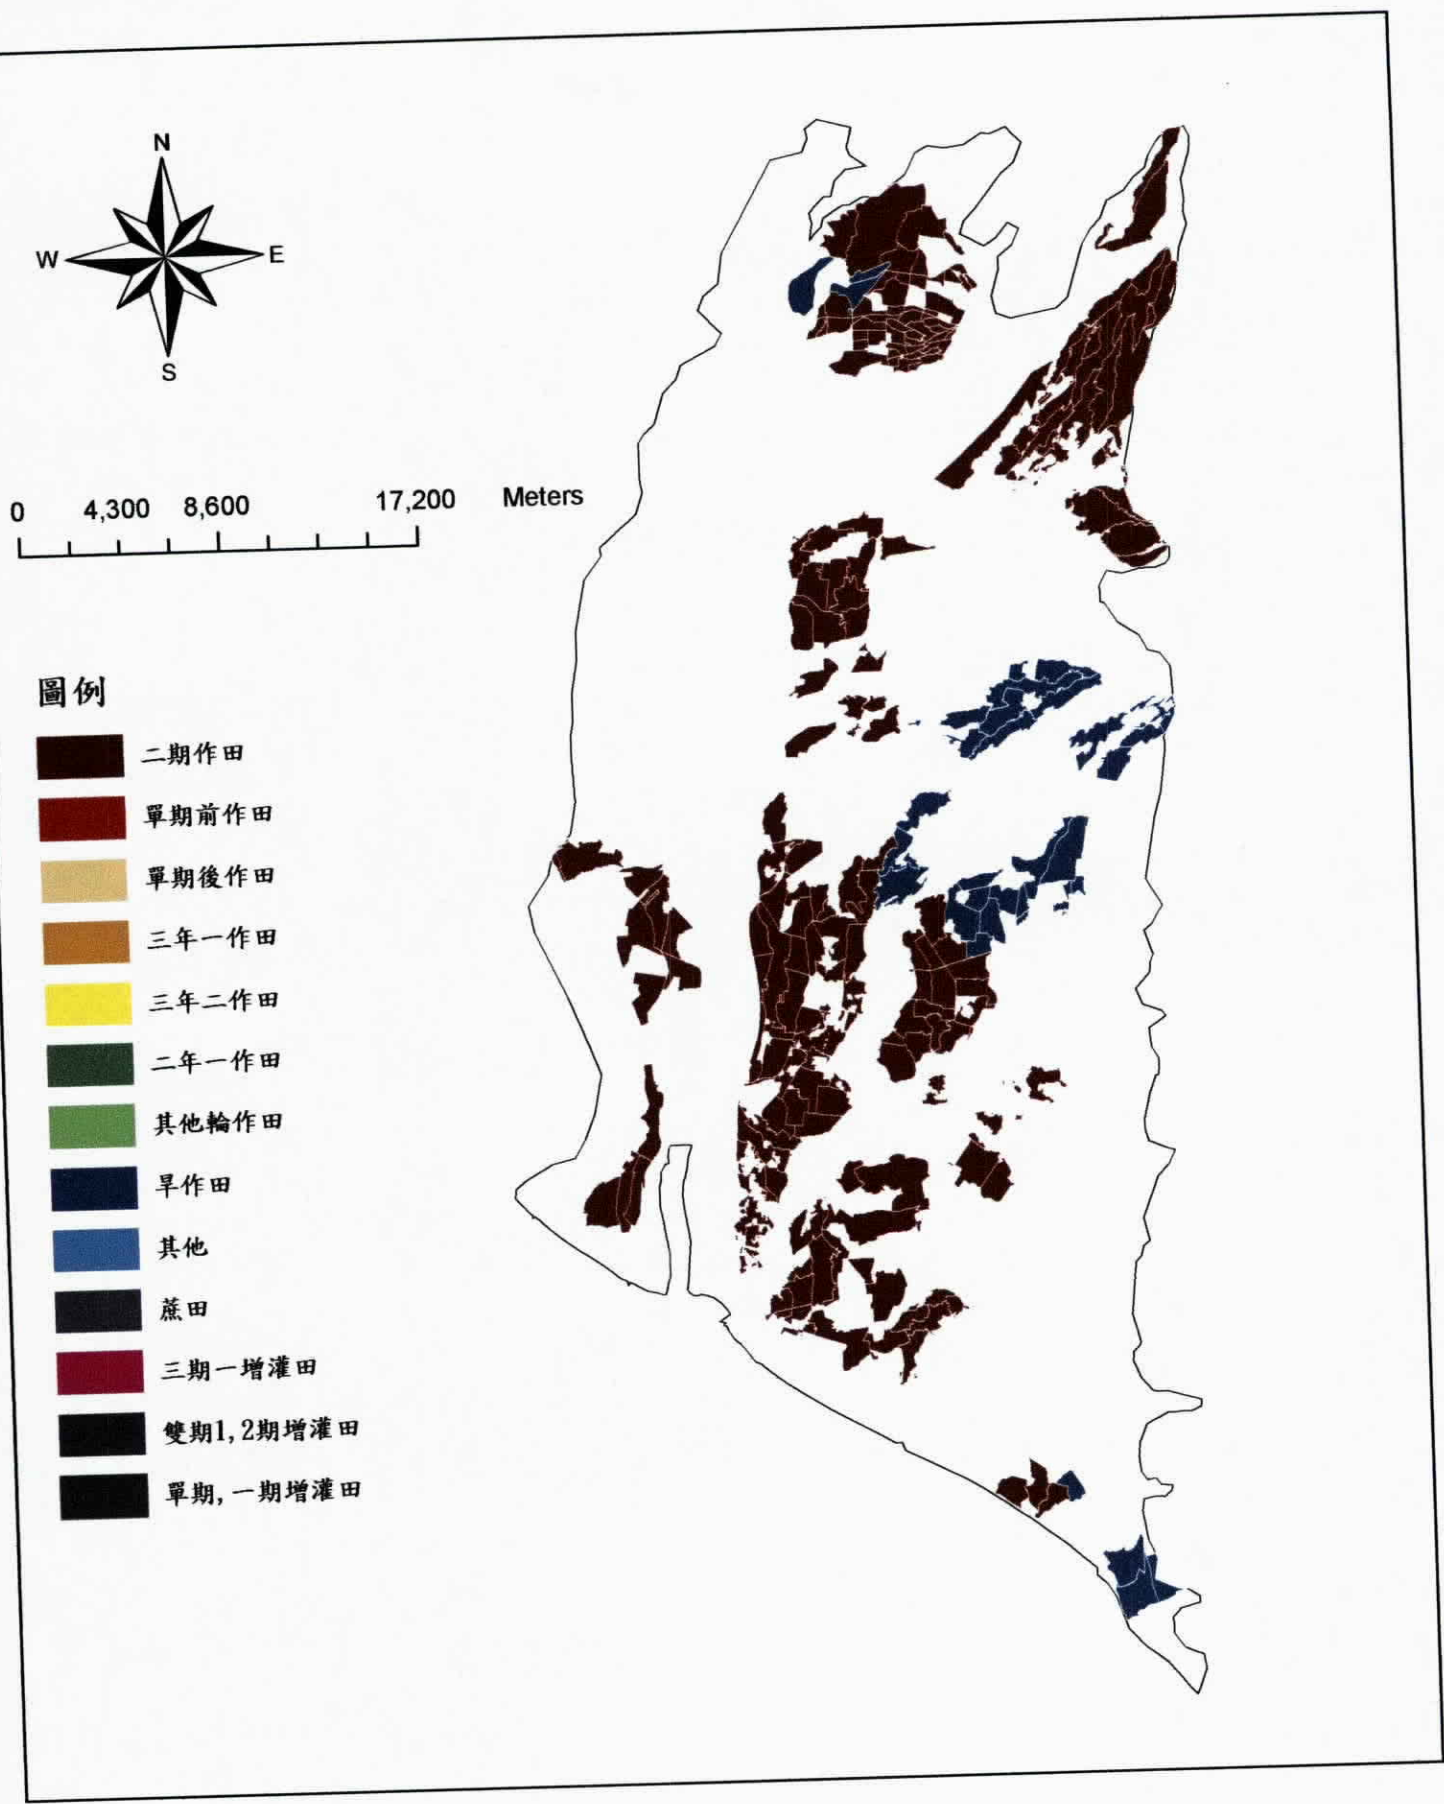 N
W E
S
0 4,300 8,600 17,200 Meters
圖例
二期作田
單期前作田
單期後作田
三年一作田
三年二作田
二年一作田
其他輪作田
旱作田
其他
蔗田
三期一增灌田
雙期1,2期增灌田
單期,一期增灌田